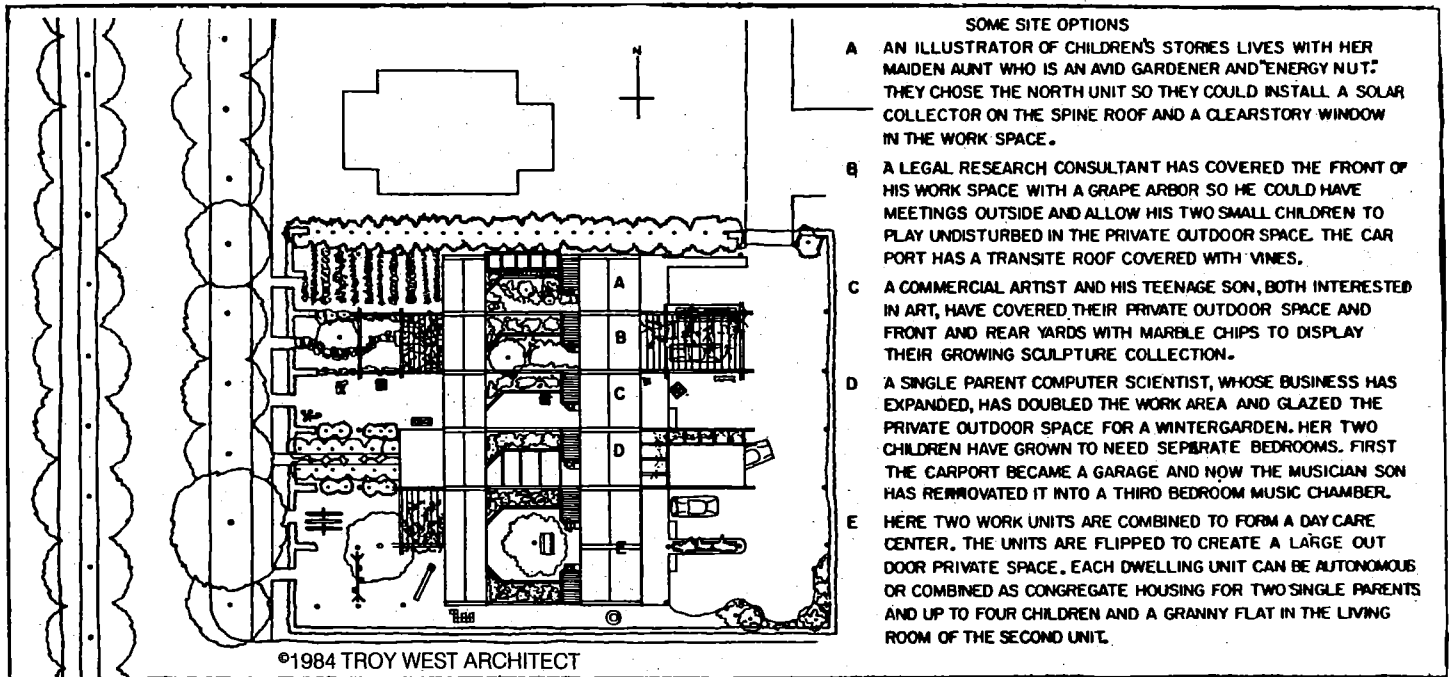 SOME SITE OPTIONS
A AN ILLUSTRATOR OF CHILDREN'S STORIES LIVES WITH HER
MAIDEN AUNT WHO IS AN AVID GARDENER AND "ENERGY NUT."
THEY CHOSE THE NORTH UNIT SO THEY COULD INSTALL A SOLAR
COLLECTOR ON THE SPINE ROOF AND A CLEARSTORY WINDOW
IN THE WORK SPACE.
B A LEGAL RESEARCH CONSULTANT HAS COVERED THE FRONT OF
HIS WORK SPACE WITH A GRAPE ARBOR SO HE COULD HAVE
MEETINGS OUTSIDE AND ALLOW HIS TWO SMALL CHILDREN TO
PLAY UNDISTURBED IN THE PRIVATE OUTDOOR SPACE. THE CAR
PORT HAS A TRANSITE ROOF COVERED WITH VINES.
C A COMMERCIAL ARTIST AND HIS TEENAGE SON, BOTH INTERESTED
IN ART, HAVE COVERED THEIR PRIVATE OUTDOOR SPACE AND
FRONT AND REAR YARDS WITH MARBLE CHIPS TO DISPLAY
THEIR GROWING SCULPTURE COLLECTION.
D A SINGLE PARENT COMPUTER SCIENTIST, WHOSE BUSINESS HAS
EXPANDED, HAS DOUBLED THE WORK AREA AND GLAZED THE
PRIVATE OUTDOOR SPACE FOR A WINTERGARDEN. HER TWO
CHILDREN HAVE GROWN TO NEED SEPARATE BEDROOMS. FIRST
THE CARPORT BECAME A GARAGE AND NOW THE MUSICIAN SON
HAS RENNOVATED IT INTO A THIRD BEDROOM MUSIC CHAMBER.
E HERE TWO WORK UNITS ARE COMBINED TO FORM A DAY CARE
CENTER. THE UNITS ARE FLIPPED TO CREATE A LARGE OUT
DOOR PRIVATE SPACE. EACH DWELLING UNIT CAN BE AUTONOMOUS
OR COMBINED AS CONGREGATE HOUSING FOR TWO SINGLE PARENTS
AND UP TO FOUR CHILDREN AND A GRANNY FLAT IN THE LIVING
ROOM OF THE SECOND UNIT.
N
A
B
C
D
E
©1984 TROY WEST ARCHITECT